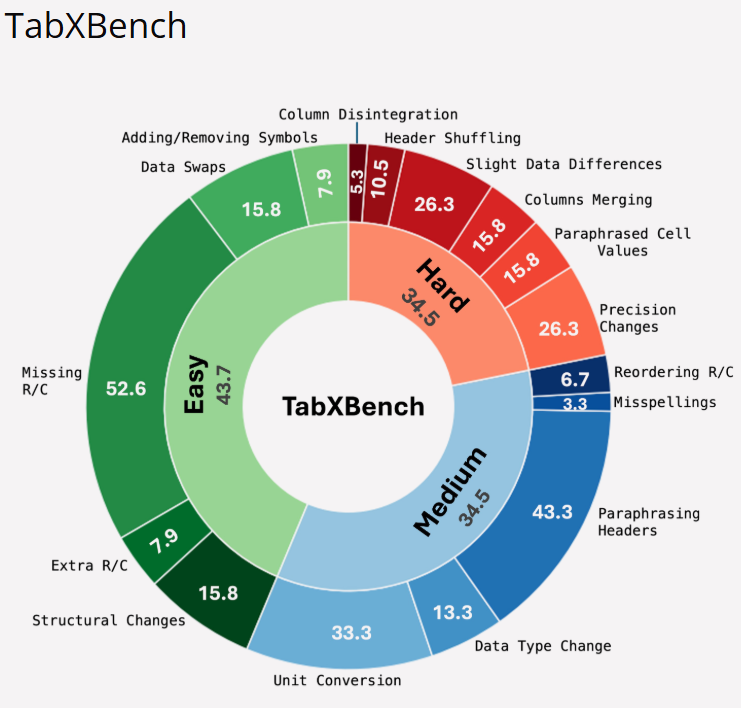 TabXBench
Column Disintegration
Adding/Removing Symbols
Header Shuffling
Data Swaps
Slight Data Differences
Columns Merging
Paraphrased Cell
Values
Precision
Changes
Reordering R/C
Misspellings
Paraphrasing
Headers
Data Type Change
Unit Conversion
Structural Changes
Extra R/C
Missing
R/C
7.9
5.3
10.5
26.3
15.8
15.8
26.3
6.7
3.3
43.3
13.3
33.3
15.8
7.9
52.6
15.8
Hard
34.5
Medium
34.5
Easy
43.7
TabXBench